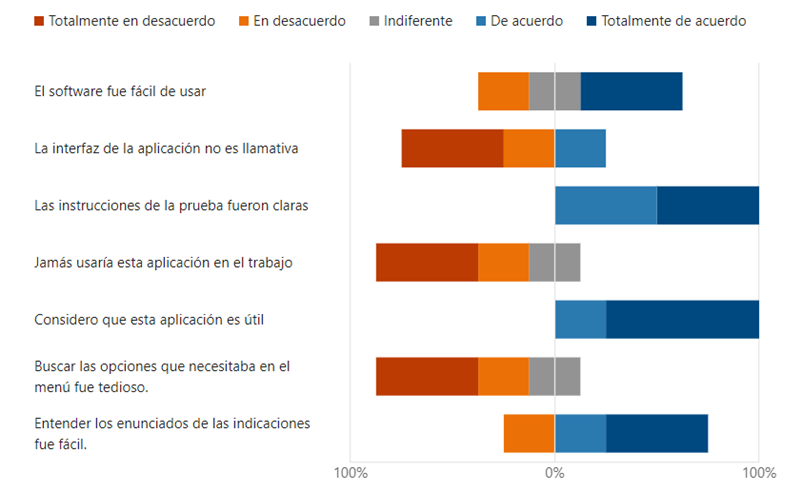 Totalmente en desacuerdo En desacuerdo Indiferente De acuerdo Totalmente de acuerdo
El software fue fácil de usar
La interfaz de la aplicación no es llamativa
Las instrucciones de la prueba fueron claras
Jamás usaría esta aplicación en el trabajo
Considero que esta aplicación es útil
Buscar las opciones que necesitaba en el
menú fue tedioso.
Entender los enunciados de las indicaciones
fue fácil.
100% 0% 100%